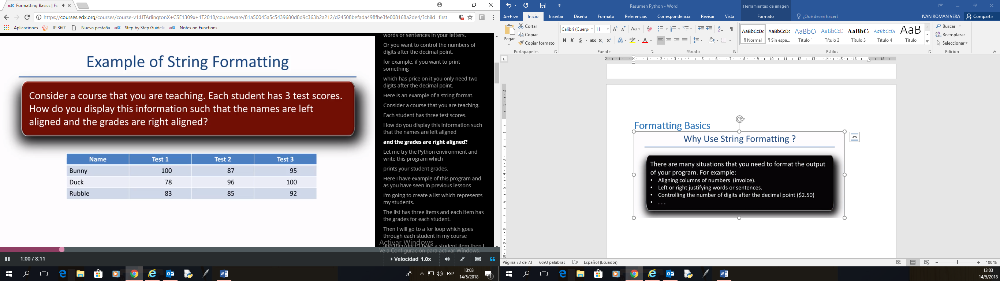 Formatting Basics | Fo
https://courses.edx.org/courses/course-v1:UTArlingtonX+CSE1309x+1T2018/courseware/81a50045a5c5439680d8d9c363b2a212/d24508befada498fbe3fe008168a2de4/?child=first
Aplicaciones IP 360° Nueva pestaña Step by Step Guideli Notes on Functions
Example of String Formatting
Consider a course that you are teaching. Each student has 3 test scores.
How do you display this information such that the names are left
aligned and the grades are right aligned?
Name Test 1 Test 2 Test 3
Bunny 100 87 95
Duck 78 96 100
Rubble 83 85 92
words or sentences in your letters.
Or you want to control the numbers of
digits after the decimal point,
for example, if you want to print
something
which has price on it you only need two
digits after the decimal point.
Here is an example of a string format.
Consider a course that you are teaching.
Each student has three test scores.
How do you display this information such
that the names are left aligned
and the grades are right aligned?
Let me try the Python environment and
write this program which
prints your student grades.
Here I have example of this program and
as you have seen in previous lessons
I'm going to create a list which represents
my students.
The list has three items and each item has
the grades for each student.
Then I will go to a for loop which goes
through each student in my course
and then once I have a student item then I
Activar Windows
Ve a Configuración para activar Windows.
1:00 / 8:11
Velocidad 1.0x
ESP
13:03
14/5/2018
1
Resumen Python - Word
Herramientas de imagen
Archivo Inicio Insertar Diseño Formato Referencias Correspondencia Revisar Vista Formato ¿Qué desea hacer? IVAN ROMAN VERA Compartir
Pegar
Cortar
Copiar
Copiar formato
Portapapeles
Calibri (Cuerpo 11
N K S abc x₂ x²
Fuente
Párrafo
AaBbCcDc AaBbCcDc AaBbC( AaBbCcE AaBbC AaBbCcDc AaB
¶ Normal ¶ Sin espa... Título 1 Título 2 Título 3 Título 4 Título
Estilos
Buscar
Reemplazar
Seleccionar
Edición
Formatting Basics
Why Use String Formatting ?
There are many situations that you need to format the output
of your program. For example:
• Aligning columns of numbers (invoice).
• Left or right justifying words or sentences.
• Controlling the number of digits after the decimal point ($2.50)
• . . .
Página 73 de 73 6693 palabras Español (Ecuador) 100 %
13:03
14/5/2018